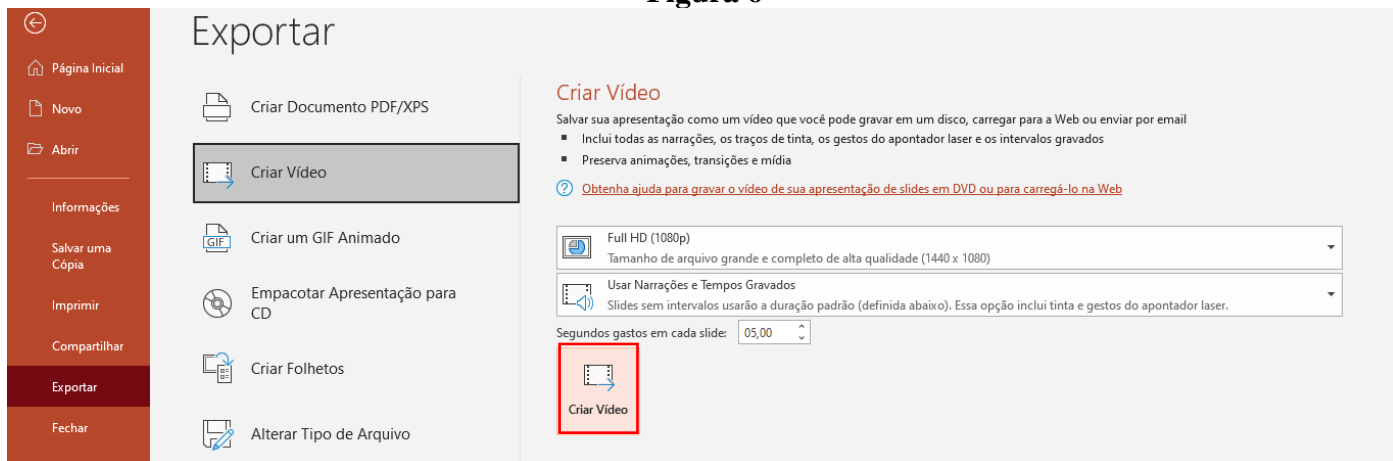 Exportar
Página Inicial
Novo
Abrir
Informações
Salvar uma
Cópia
Imprimir
Compartilhar
Exportar
Fechar
Criar Documento PDF/XPS
Criar Vídeo
GIF
Criar um GIF Animado
Empacotar Apresentação para
CD
Criar Folhetos
Alterar Tipo de Arquivo
Criar Vídeo
Salvar sua apresentação como um vídeo que você pode gravar em um disco, carregar para a Web ou enviar por email
Inclui todas as narrações, os traços de tinta, os gestos do apontador laser e os intervalos gravados
Preserva animações, transições e mídia
Obtenha ajuda para gravar o vídeo de sua apresentação de slides em DVD ou para carregá-lo na Web
Full HD (1080p)
Tamanho de arquivo grande e completo de alta qualidade (1440 x 1080)
Usar Narrações e Tempos Gravados
Slides sem intervalos usarão a duração padrão (definida abaixo). Essa opção inclui tinta e gestos do apontador laser.
Segundos gastos em cada slide: 05,00
Criar Vídeo